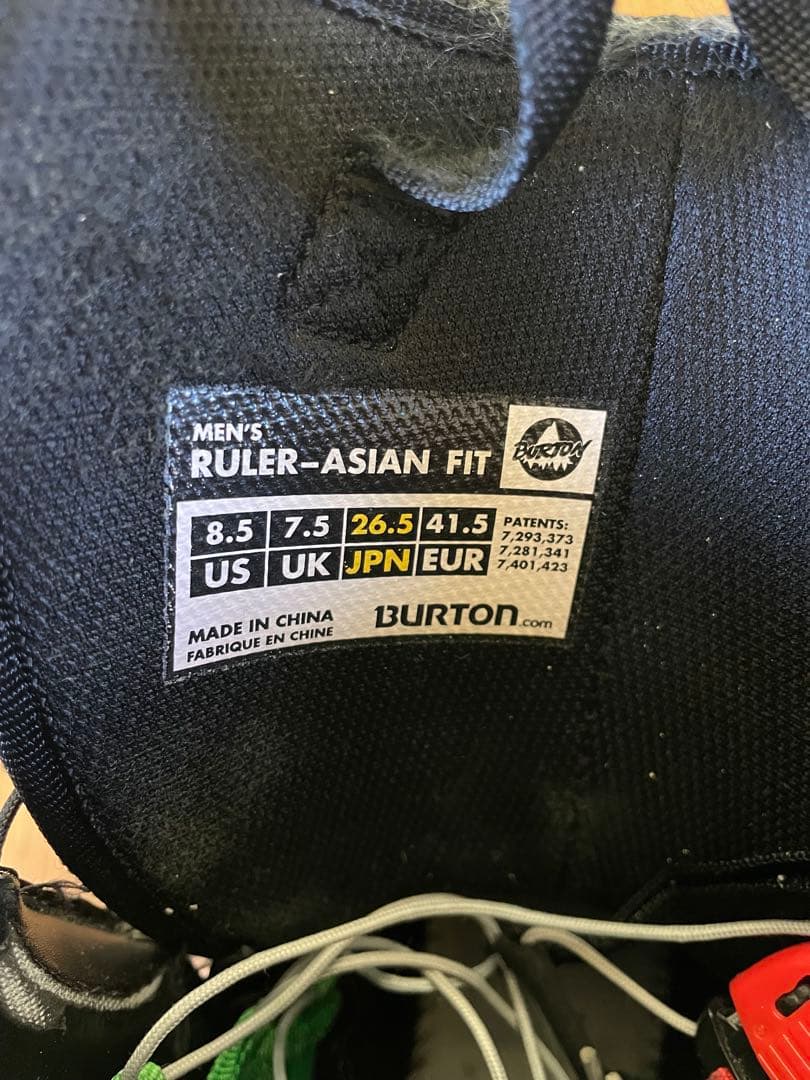 MEN'S
RULER-ASIAN FIT
BURTON
8.5 7.5 26.5 41.5
US UK JPN EUR
PATENTS:
7,293,373
7,281,341
7,401,423
MADE IN CHINA
FABRIQUE EN CHINE
BURTON.com